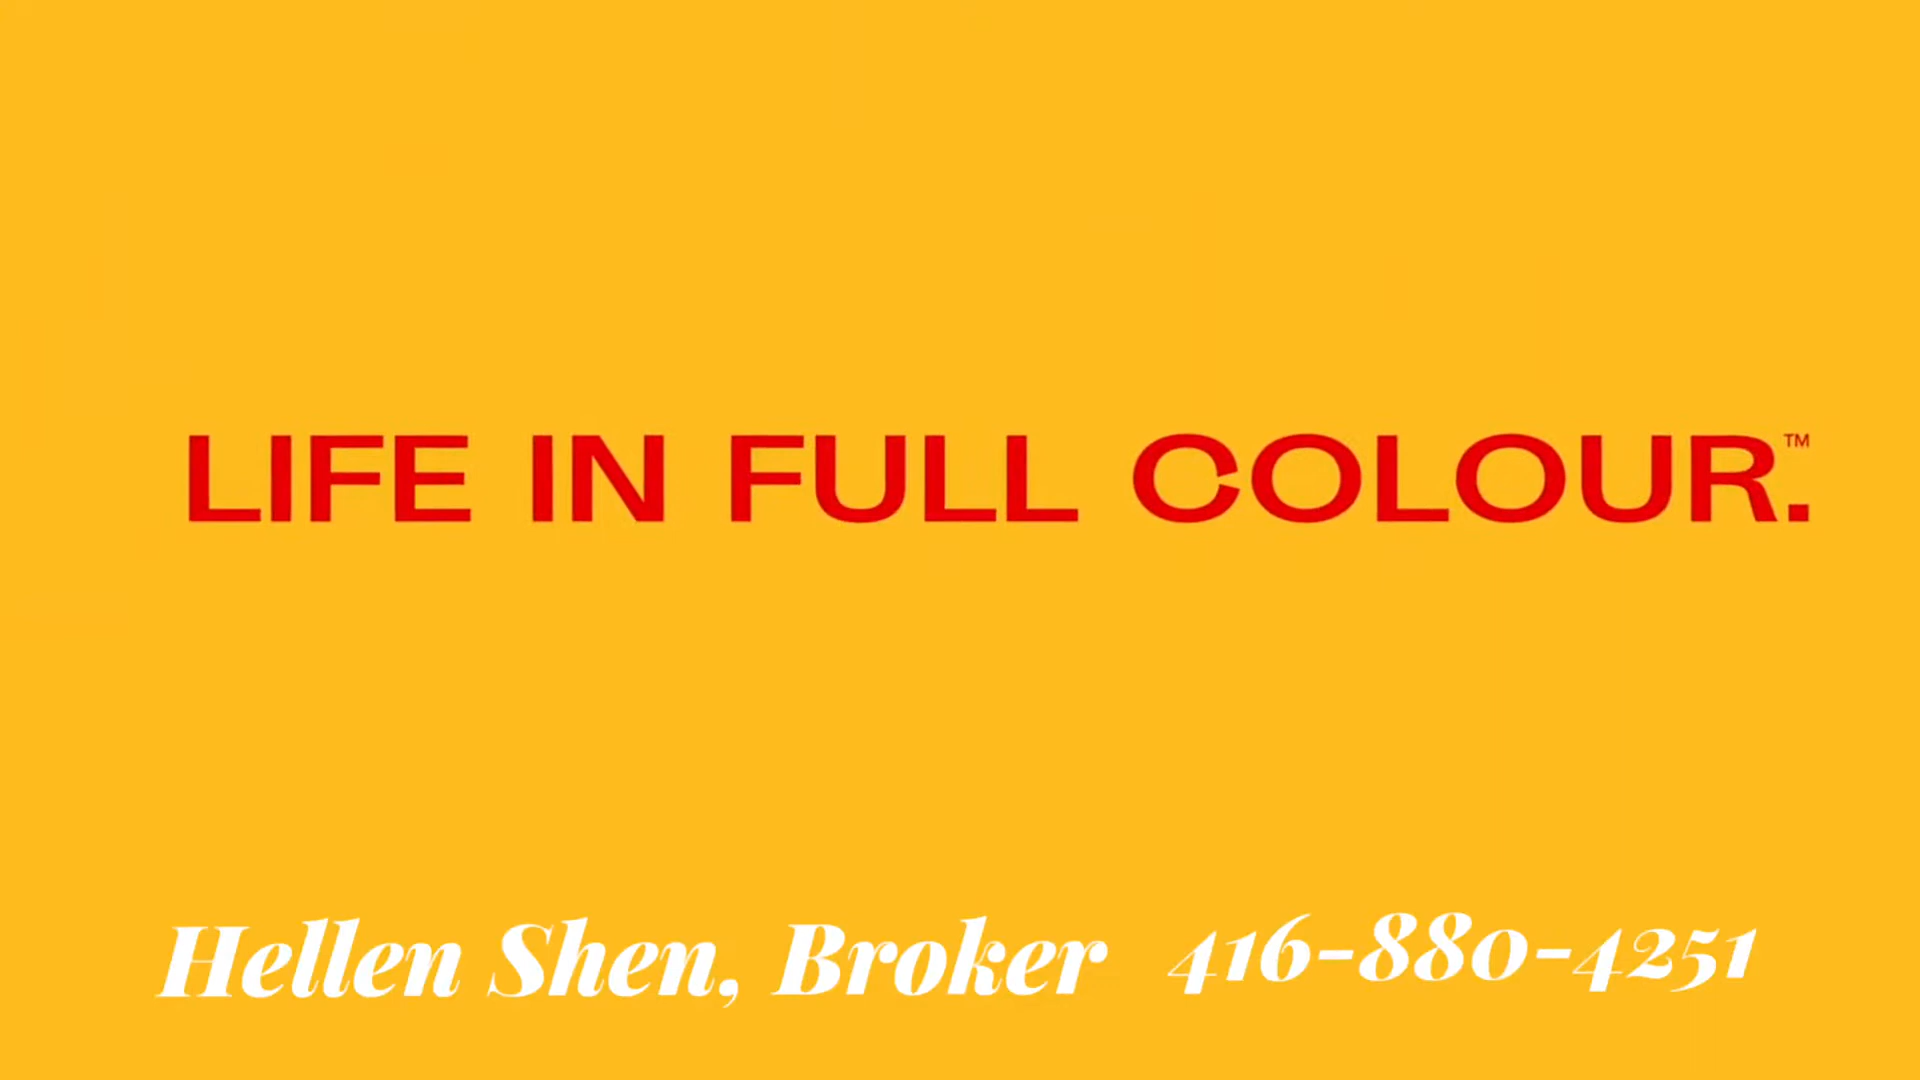 LIFE IN FULL COLOUR.™
Hellen Shen, Broker 416-880-4251